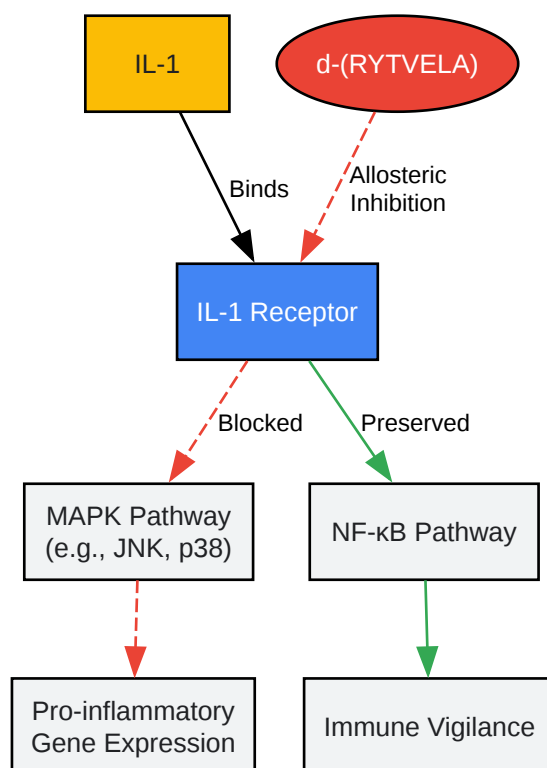 IL-1
d-(RYTVELA)
Binds
Allosteric
Inhibition
IL-1 Receptor
Blocked
Preserved
MAPK Pathway
(e.g., JNK, p38)
NF-κB Pathway
Pro-inflammatory
Gene Expression
Immune Vigilance